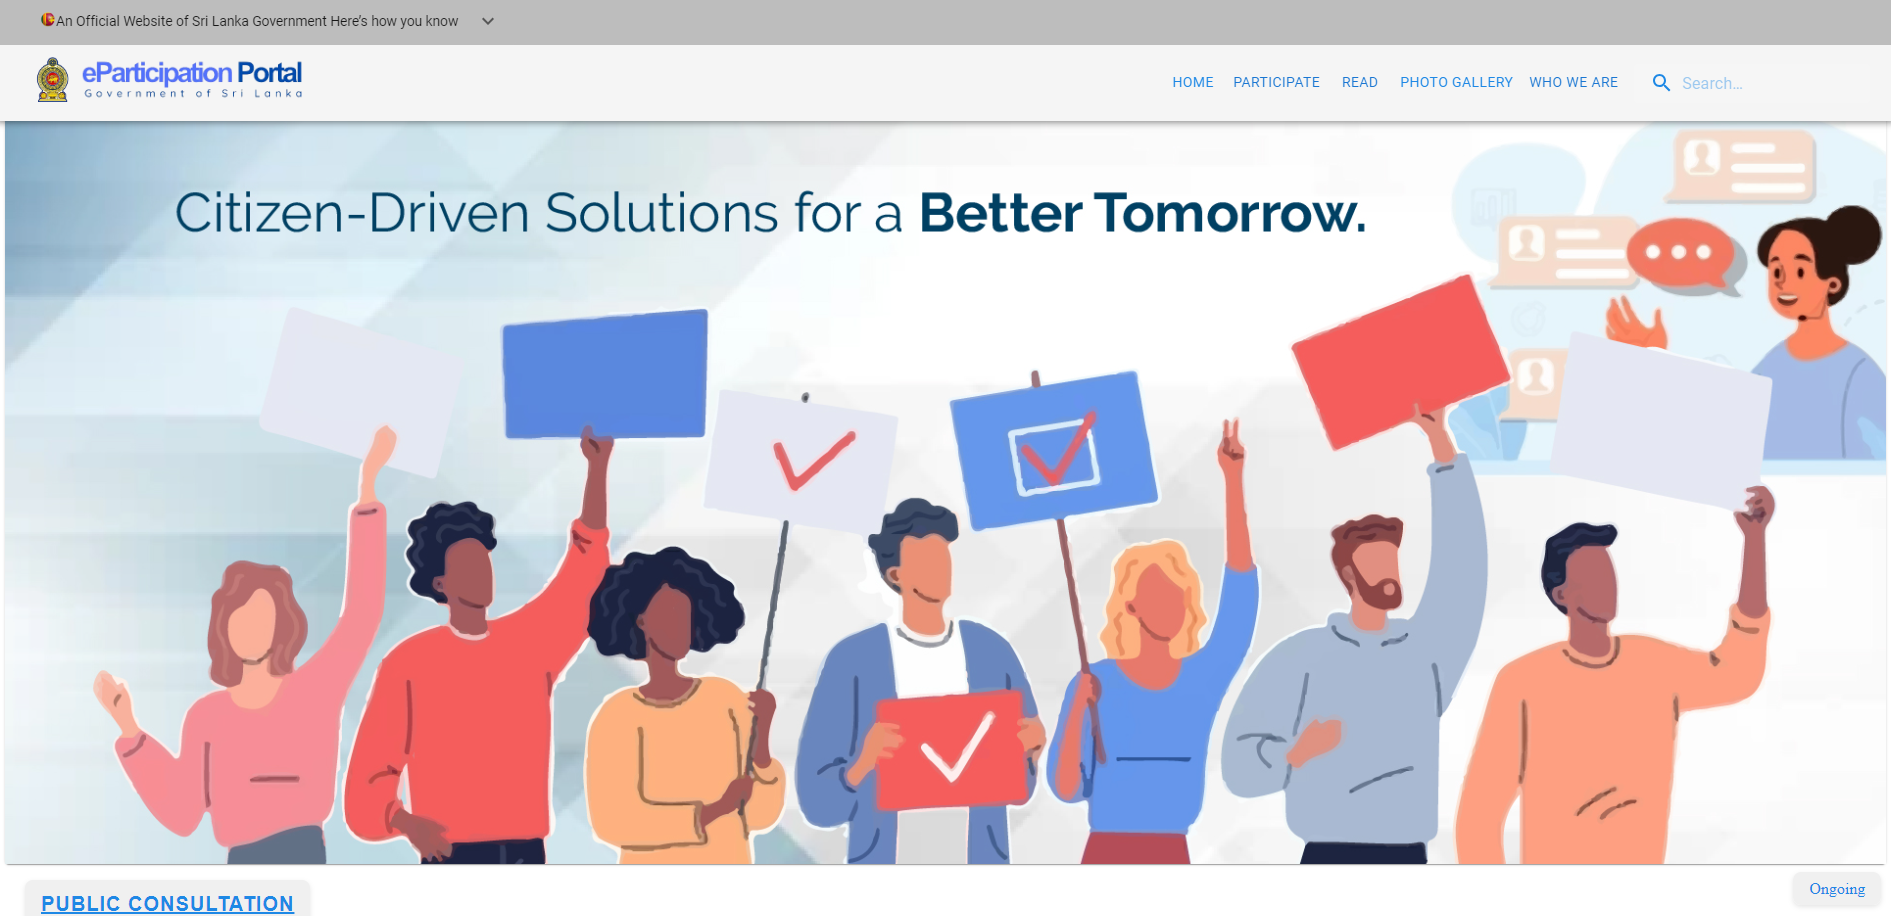 An Official Website of Sri Lanka Government Here's how you know
eParticipation Portal
Government of Sri Lanka
HOME PARTICIPATE READ PHOTO GALLERY WHO WE ARE Search...
Citizen-Driven Solutions for a Better Tomorrow.
PUBLIC CONSULTATION
Ongoing